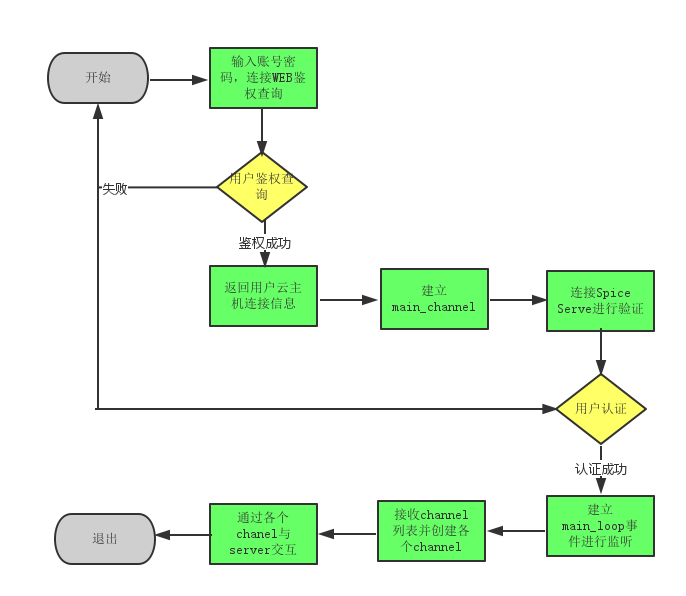 开始
输入账号密
码，连接WEB鉴
权查询
用户鉴权查
询
失败
鉴权成功
返回用户云主
机连接信息
建立
main_channel
连接Spice
Serve进行验证
用户认证
认证成功
建立
main_loop事
件进行监听
接收channel
列表并创建各
个channel
通过各个
chanel与
server交互
退出